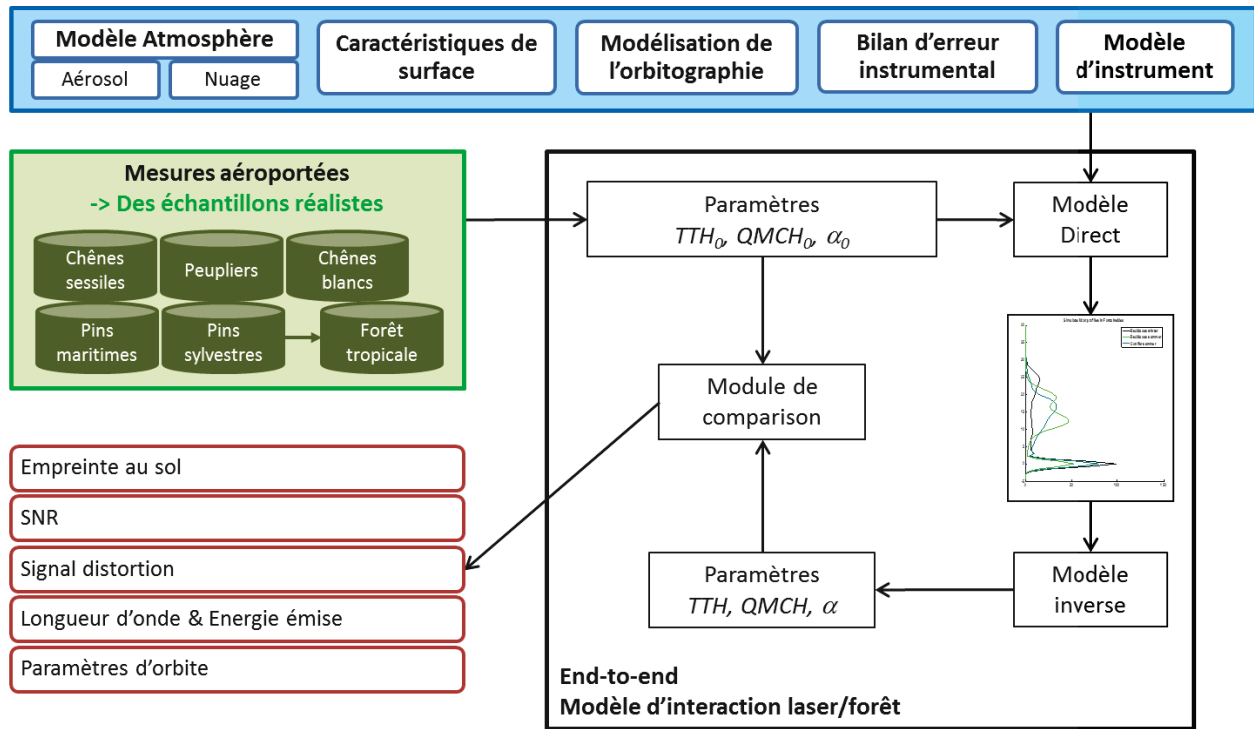 Modèle Atmosphère
Aérosol
Nuage
Caractéristiques de
surface
Modélisation de
l'orbitographie
Bilan d'erreur
instrumental
Modèle
d'instrument
Mesures aéroportées
-> Des échantillons réalistes
Chênes
sessiles
Peupliers
Chênes
blancs
Pins
maritimes
Pins
sylvestres
Forêt
tropicale
Paramètres
TTH₀, QMCH₀, α₀
Modèle
Direct
Module de
comparison
Paramètres
TTH, QMCH, α
Modèle
inverse
End-to-end
Modèle d'interaction laser/forêt
Empreinte au sol
SNR
Signal distortion
Longueur d'onde & Energie émise
Paramètres d'orbite